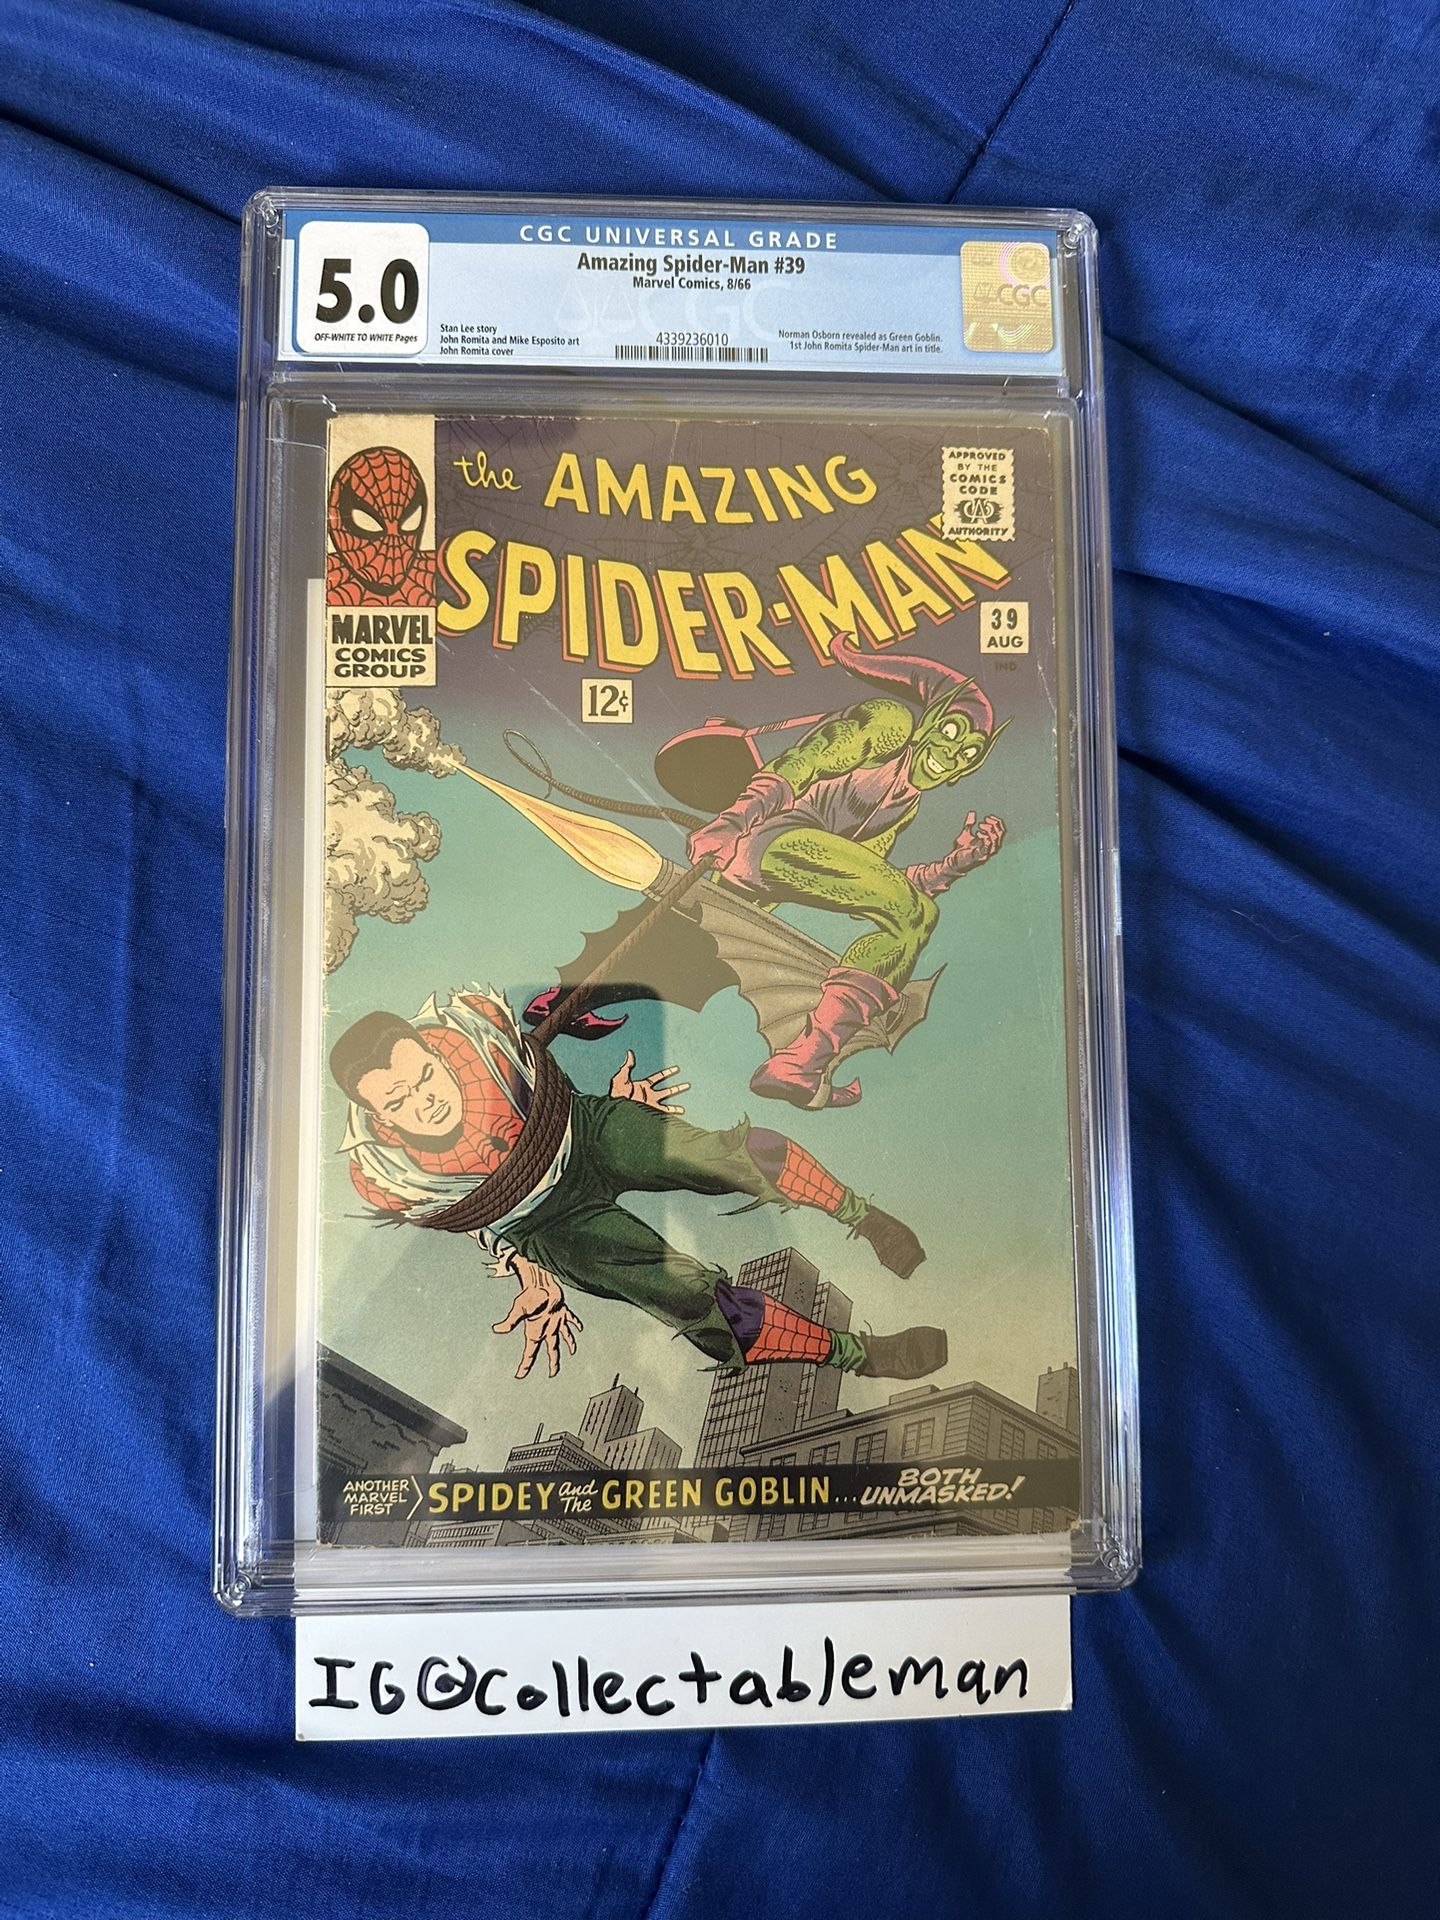 CGC UNIVERSAL GRADE
5.0
OFF-WHITE TO WHITE Pages
Amazing Spider-Man #39
Marvel Comics, 8/66
Stan Lee story
John Romita and Mike Esposito art
John Romita cover
4339236010
Norman Osborn revealed as Green Goblin.
1st John Romita Spider-Man art in title.
CGC
CGC
the AMAZING
SPIDER-MAN
APPROVED
BY THE
COMICS
CODE
AUTHORITY
MARVEL
COMICS
GROUP
39
AUG
IND.
12¢
ANOTHER
MARVEL
FIRST
SPIDEY and The GREEN GOBLIN... BOTH
UNMASKED!
IG@collectableman